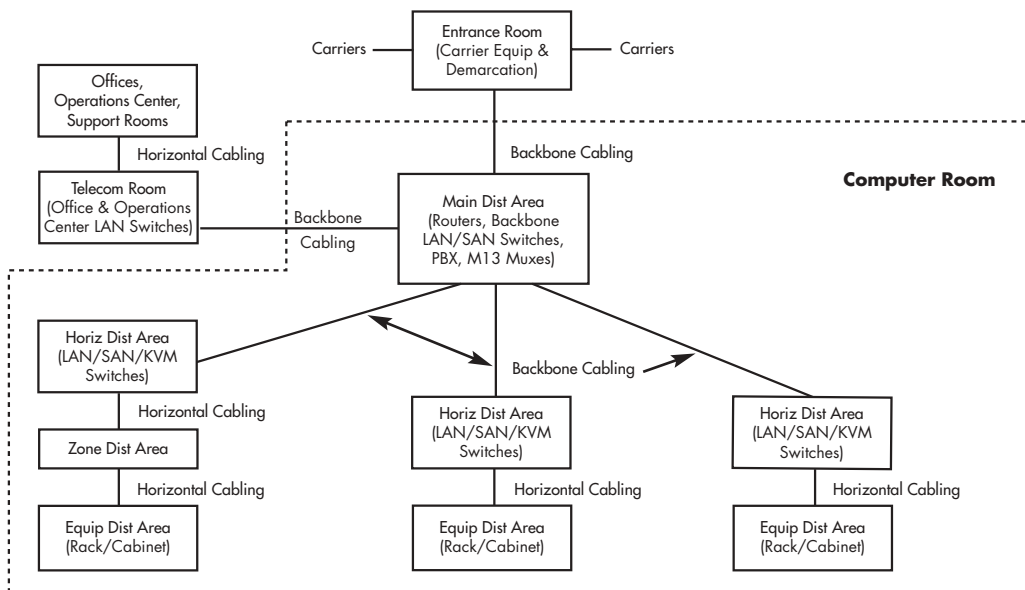 Entrance Room
(Carrier Equip &
Demarcation)
Carriers
Carriers
Offices,
Operations Center,
Support Rooms
Horizontal Cabling
Backbone Cabling
Computer Room
Telecom Room
(Office & Operations
Center LAN Switches)
Backbone
Cabling
Main Dist Area
(Routers, Backbone
LAN/SAN Switches,
PBX, M13 Muxes)
Horiz Dist Area
(LAN/SAN/KVM
Switches)
Backbone Cabling
Horizontal Cabling
Zone Dist Area
Horizontal Cabling
Equip Dist Area
(Rack/Cabinet)
Horiz Dist Area
(LAN/SAN/KVM
Switches)
Horizontal Cabling
Equip Dist Area
(Rack/Cabinet)
Horiz Dist Area
(LAN/SAN/KVM
Switches)
Horizontal Cabling
Equip Dist Area
(Rack/Cabinet)